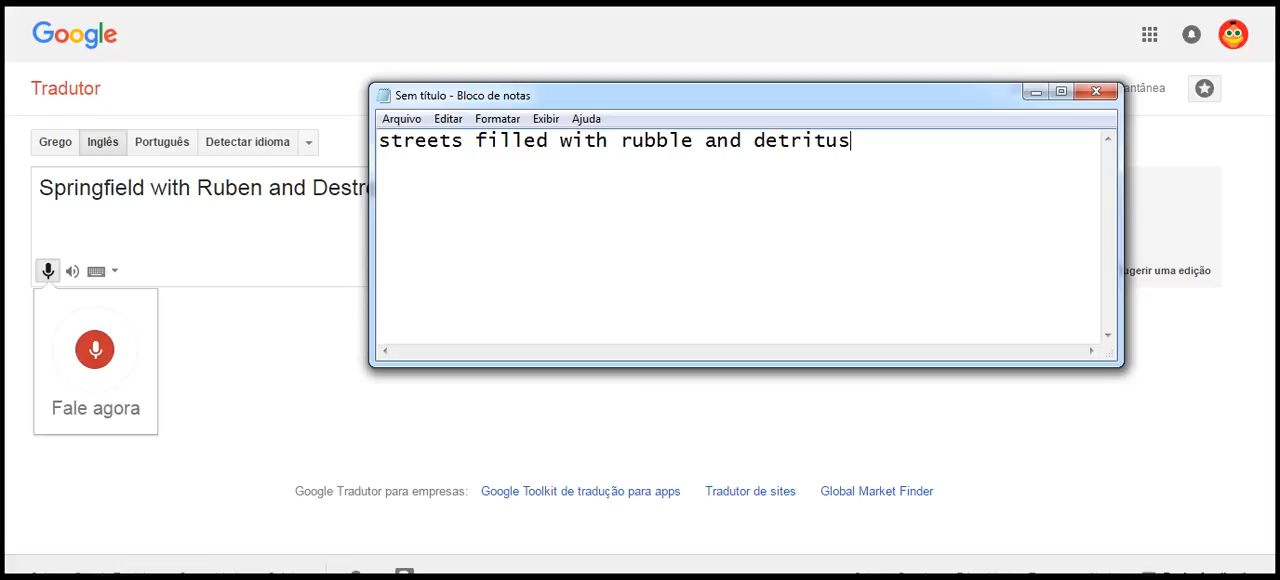 Google
Tradutor
antânea
Sem título - Bloco de notas
Arquivo Editar Formatar Exibir Ajuda
streets filled with rubble and detritus
Grego Inglês Português Detectar idioma
Springfield with Ruben and Destr
ugerir uma edição
Fale agora
Google Tradutor para empresas: Google Toolkit de tradução para apps Tradutor de sites Global Market Finder